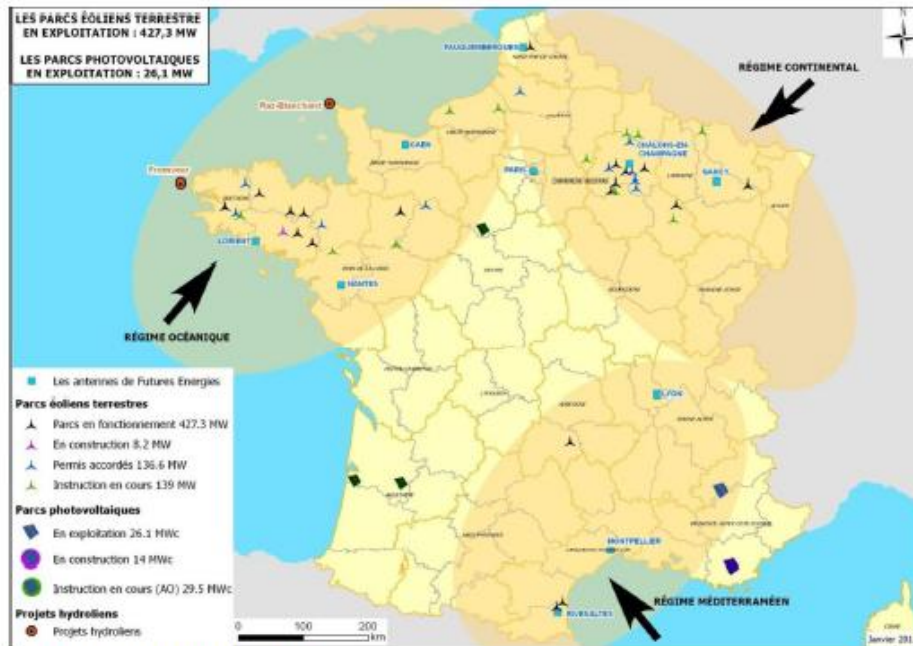 LES PARCS ÉOLIENS TERRESTRE
EN EXPLOITATION : 427,3 MW
LES PARCS PHOTOVOLTAIQUES
EN EXPLOITATION : 26,1 MW
N
FAUQUEMBERGUES
RÉGIME CONTINENTAL
Raz-Blanchard
CAEN
CHÂLONS-EN-
CHAMPAGNE
PARIS
NANCY
Fromveur
LORIENT
NANTES
RÉGIME OCÉANIQUE
LYON
MONTPELLIER
RÉGIME MÉDITERRAMÉEN
RIVESALTES
Les antennes de Futures Energies
Parcs éoliens terrestres
Parcs en fonctionnement 427.3 MW
En construction 8.2 MW
Permis accordés 136.6 MW
Instruction en cours 139 MW
Parcs photovoltaiques
En exploitation 26.1 MWc
En construction 14 MWc
Instruction en cours (AO) 29.5 MWc
Projets hydroliens
Projets hydroliens
0 100 200
km
Janvier 201